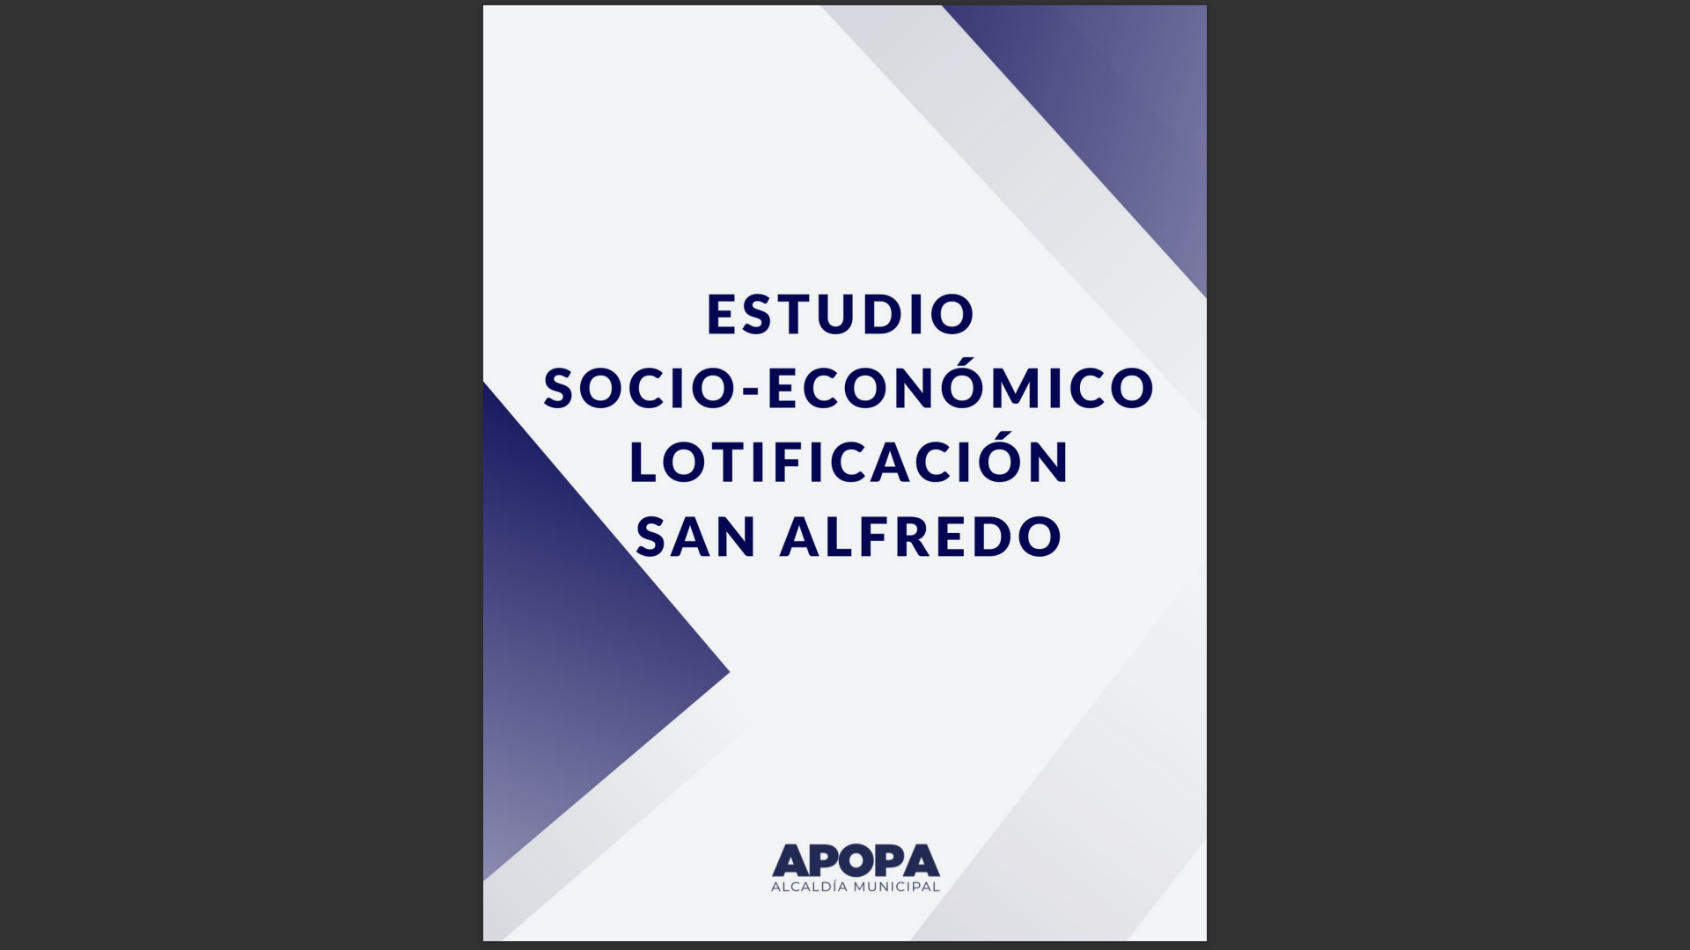 ESTUDIO
SOCIO-ECONÓMICO
LOTIFICACIÓN
SAN ALFREDO
APOPA
ALCALDÍA MUNICIPAL